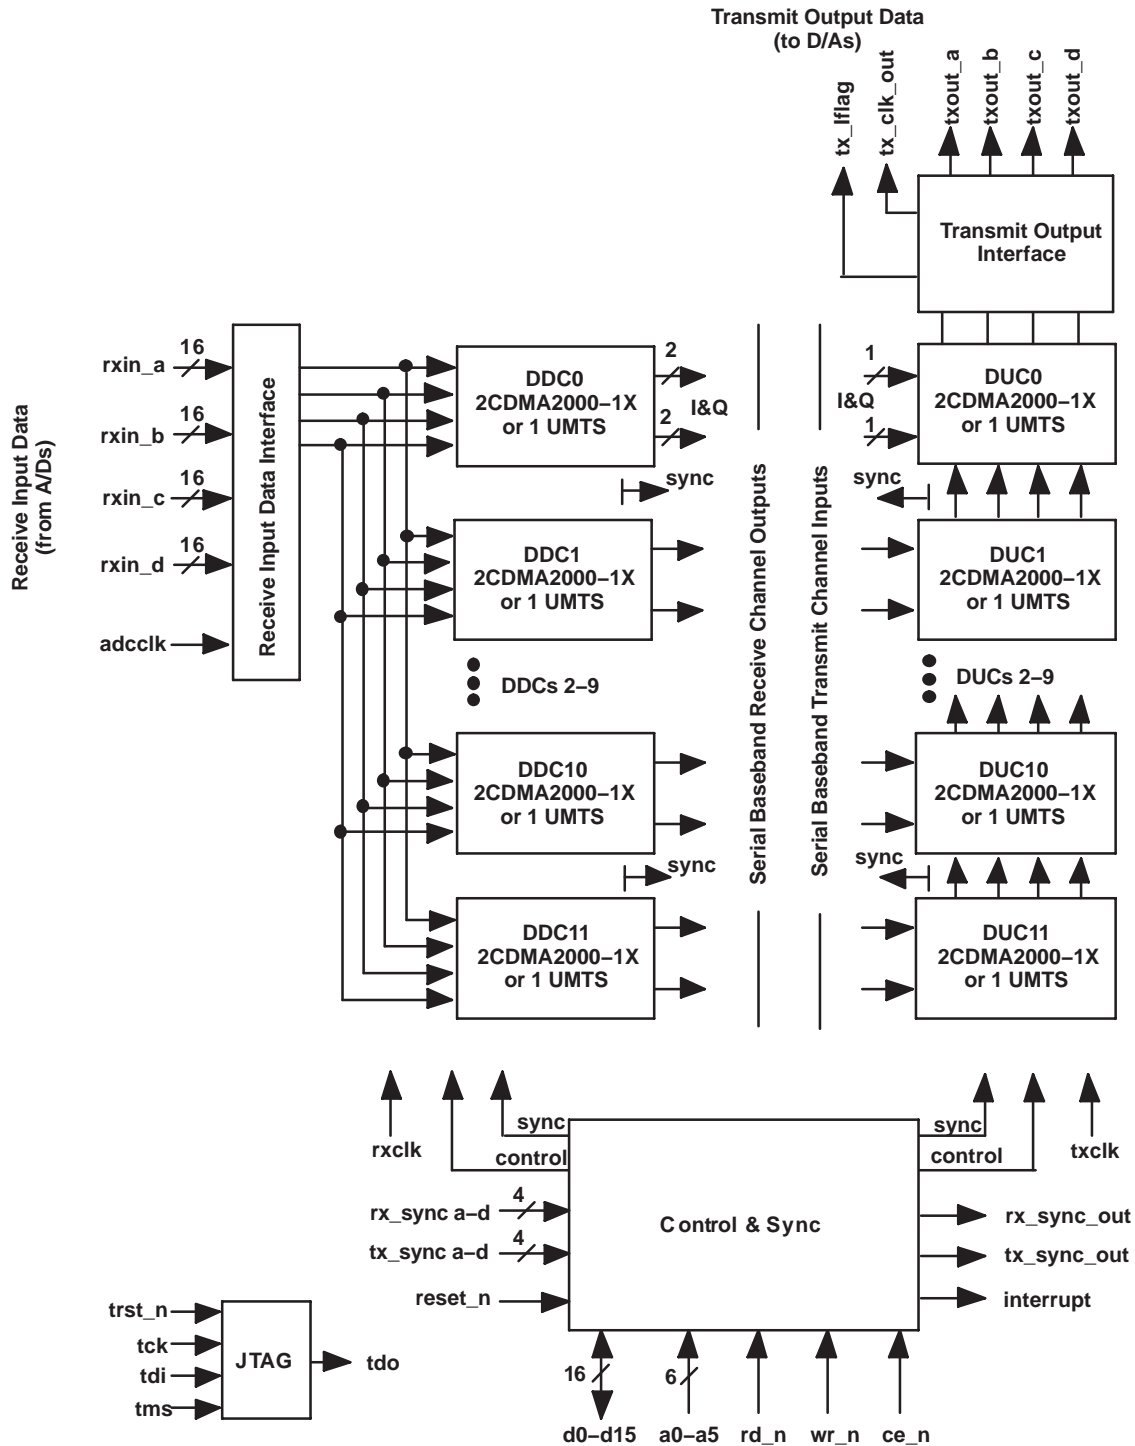 Transmit Output Data
(to D/As)
tx_Iflag
tx_clk_out
txout_a
txout_b
txout_c
txout_d
Transmit Output
Interface
Receive Input Data
(from A/Ds)
rxin_a
16
rxin_b
16
rxin_c
16
rxin_d
16
adcclk
Receive Input Data Interface
DDC0
2CDMA2000–1X
or 1 UMTS
2
I&Q
2
sync
DDC1
2CDMA2000–1X
or 1 UMTS
DDCs 2–9
DDC10
2CDMA2000–1X
or 1 UMTS
sync
DDC11
2CDMA2000–1X
or 1 UMTS
Serial Baseband Receive Channel Outputs
Serial Baseband Transmit Channel Inputs
1
I&Q
1
DUC0
2CDMA2000–1X
or 1 UMTS
sync
DUC1
2CDMA2000–1X
or 1 UMTS
DUCs 2–9
DUC10
2CDMA2000–1X
or 1 UMTS
sync
DUC11
2CDMA2000–1X
or 1 UMTS
rxclk
sync
control
sync
control
txclk
rx_sync a–d
4
tx_sync a–d
4
reset_n
Control & Sync
rx_sync_out
tx_sync_out
interrupt
trst_n
tck
tdi
tms
JTAG
tdo
16
6
d0–d15
a0–a5
rd_n
wr_n
ce_n